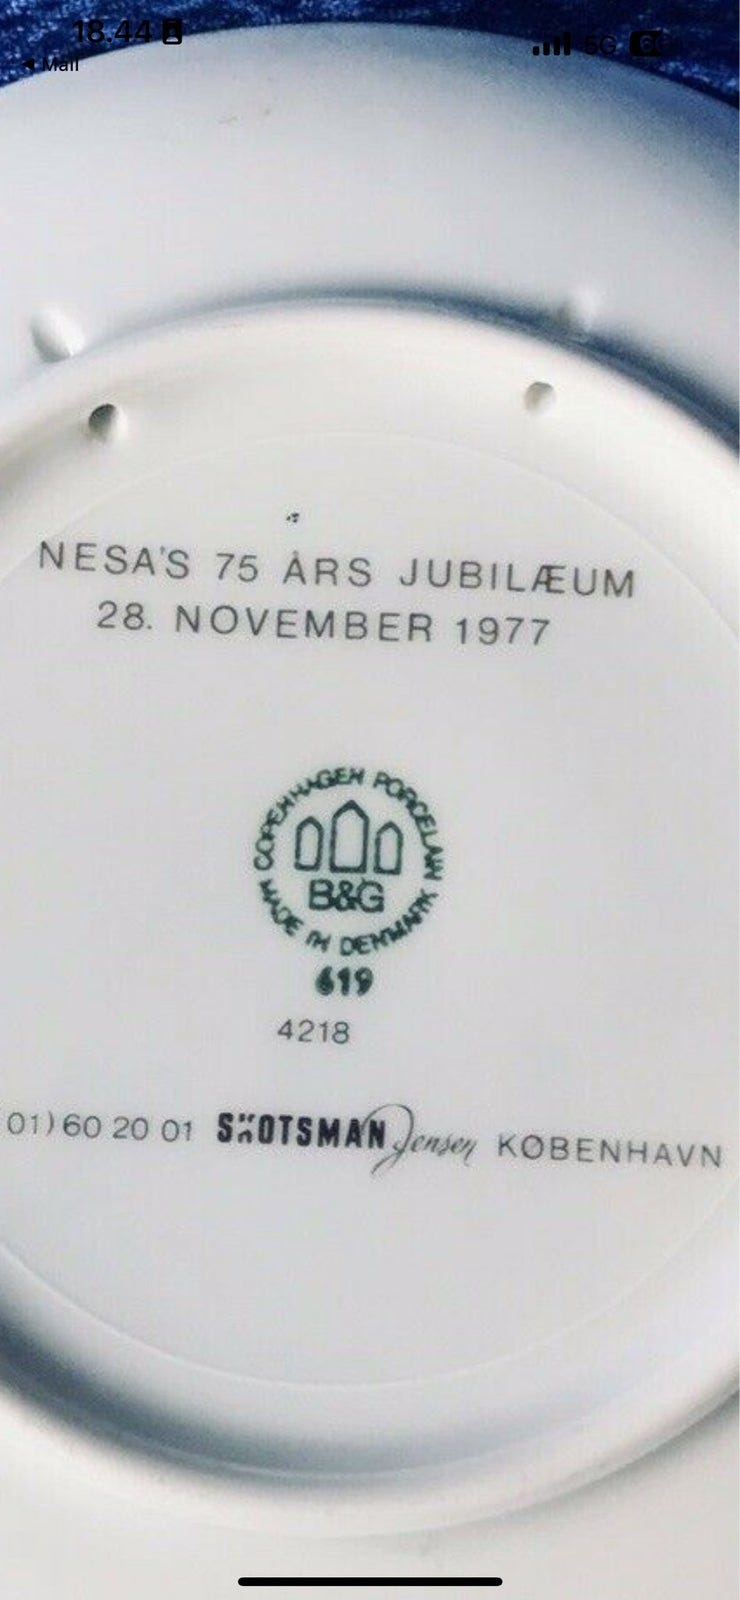 18.44
5G
◀ Mail
NESA'S 75 ÅRS JUBILÆUM
28. NOVEMBER 1977
COPENHAGEN PORCELAIN
B&G
MADE IN DENMARK
619
4218
01) 60 20 01 SKOTSMAN Jensen KØBENHAVN